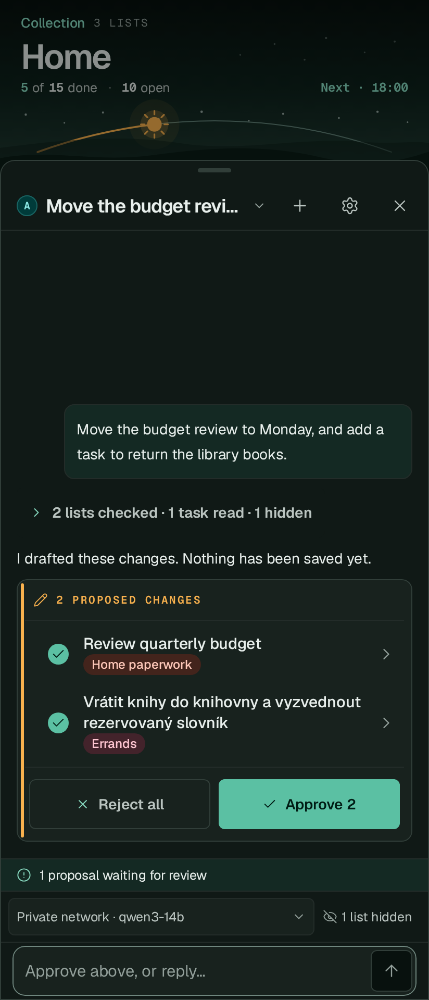 Collection 3 LISTS
Home
5 of 15 done · 10 open
Next · 18:00
A
Move the budget revi...
Move the budget review to Monday, and add a
task to return the library books.
2 lists checked · 1 task read · 1 hidden
I drafted these changes. Nothing has been saved yet.
2 PROPOSED CHANGES
Review quarterly budget
Home paperwork
Vrátit knihy do knihovny a vyzvednout
rezervovaný slovník
Errands
Reject all
Approve 2
1 proposal waiting for review
Private network · qwen3-14b
1 list hidden
Approve above, or reply...